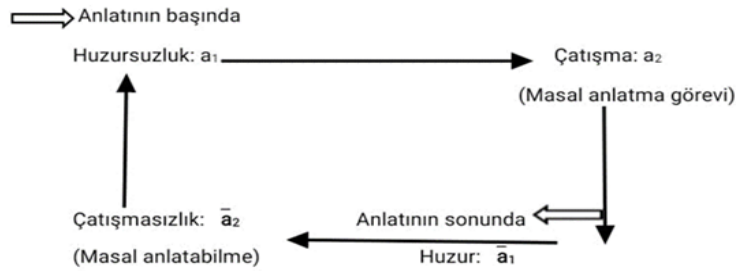 Anlatının başında
Huzursuzluk: a₁ Çatışma: a₂
(Masal anlatma görevi)
Çatışmasızlık: a̅₂ Anlatının sonunda
(Masal anlatabilme) Huzur: a̅₁